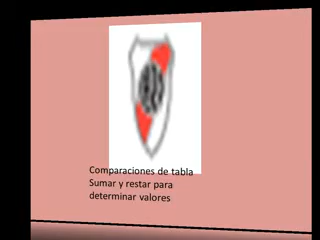 Comparaciones de tabla
Sumar y restar para
determinar valores